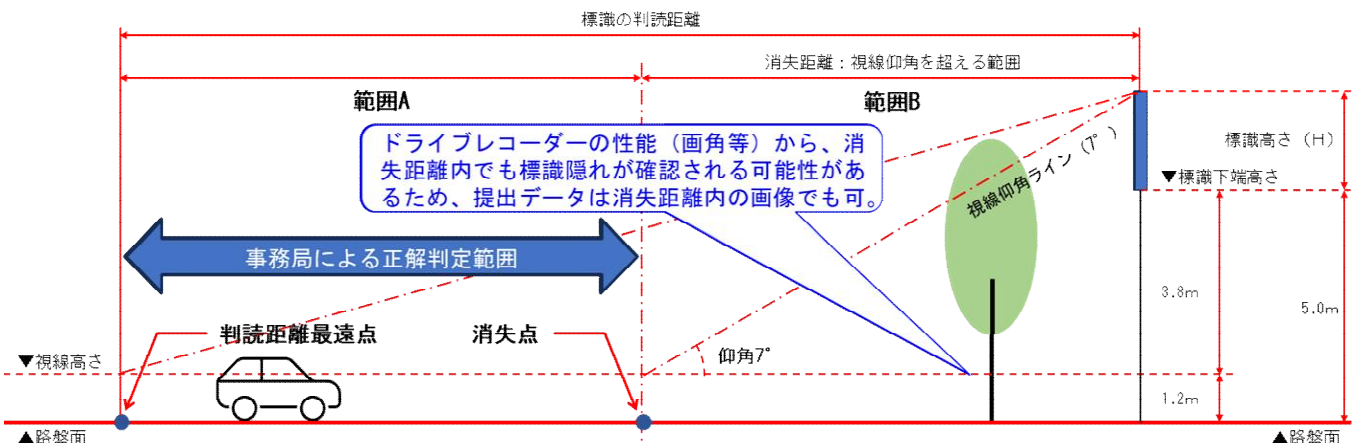 標識の判読距離
消失距離：視線仰角を超える範囲
範囲A
範囲B
ドライブレコーダーの性能（画角等）から、消
失距離内でも標識隠れが確認される可能性があ
るため、提出データは消失距離内の画像でも可。
視線仰角ライン（7°）
標識高さ（H）
▼標識下端高さ
事務局による正解判定範囲
3.8m
5.0m
判読距離最遠点
消失点
▼視線高さ
仰角7°
1.2m
▲路盤面
▲路盤面